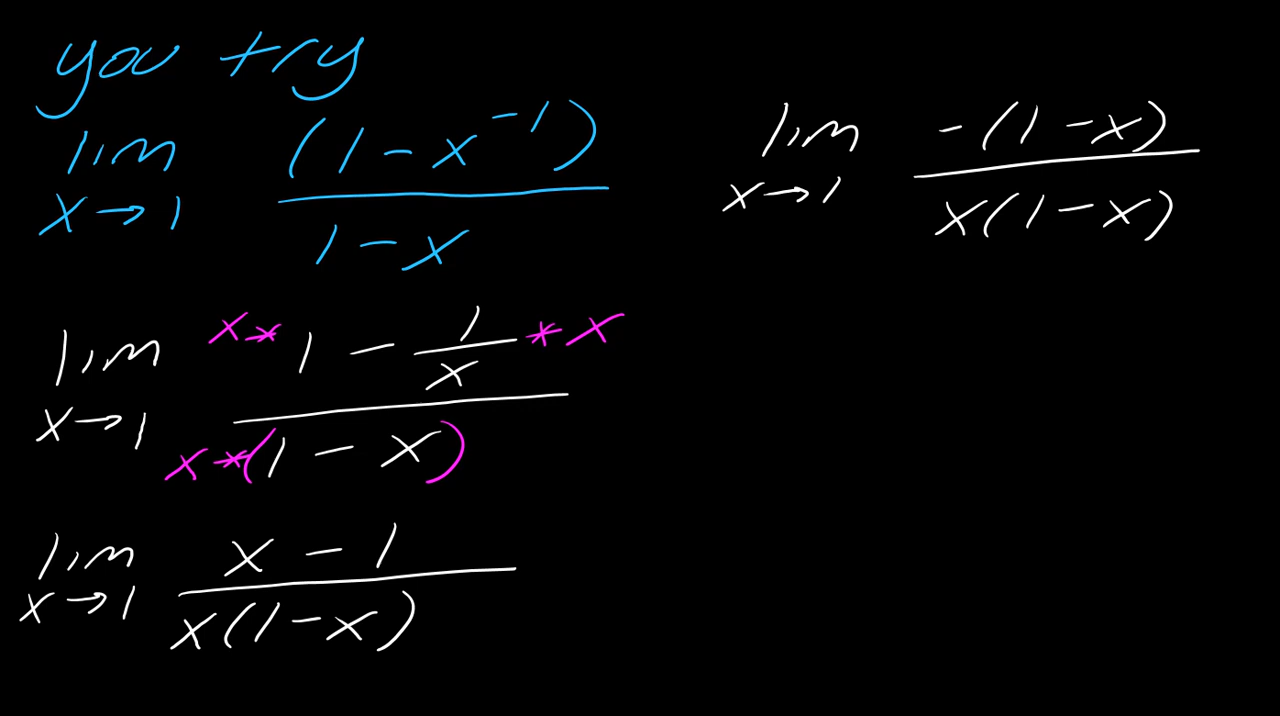 you try
lim x→1 (1 - x^-1) / 1 - x
lim x→1 x* 1 - 1/x * x / x*(1 - x)
lim x→1 x - 1 / x(1 - x)
lim x→1 -(1 - x) / x(1 - x)